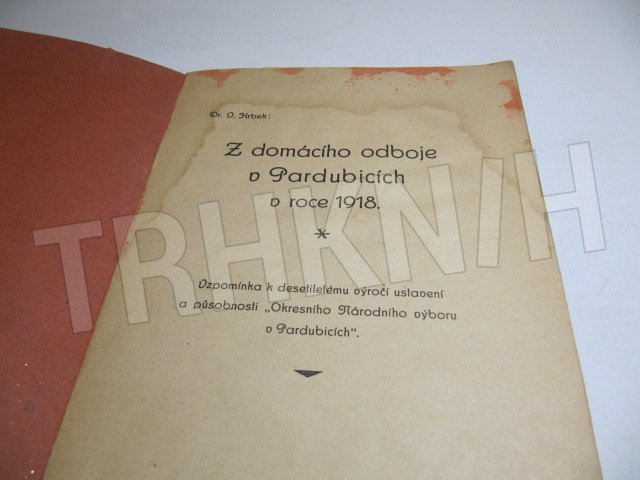 Dr. V. Hrbek:
Z domácího odboje
v Pardubicích
v roce 1918.
*
Vzpomínka k desetiletému výročí ustavení
a působnosti „Okresního Národního výboru
v Pardubicích“.
TRHKNIH